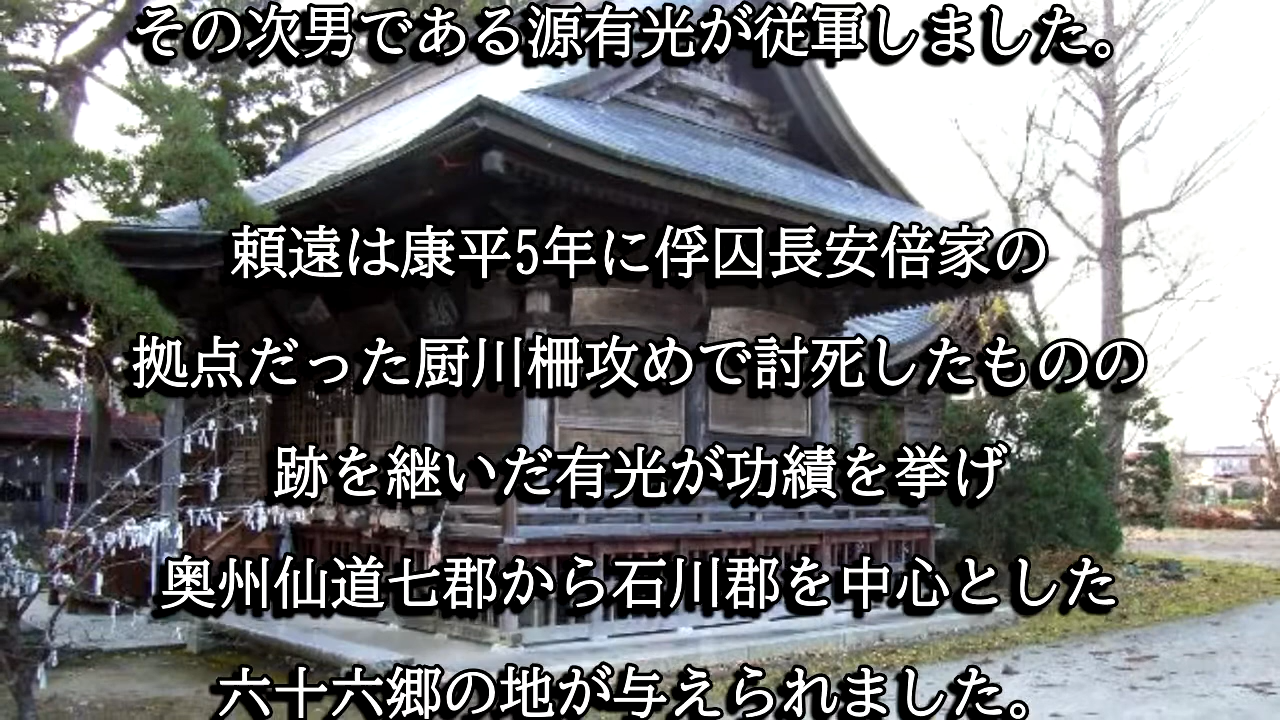 その次男である源有光が従軍しました。
頼遠は康平5年に俘囚長安倍家の
拠点だった厨川柵攻めで討死したものの
跡を継いだ有光が功績を挙げ
奥州仙道七郡から石川郡を中心とした
六十六郷の地が与えられました。